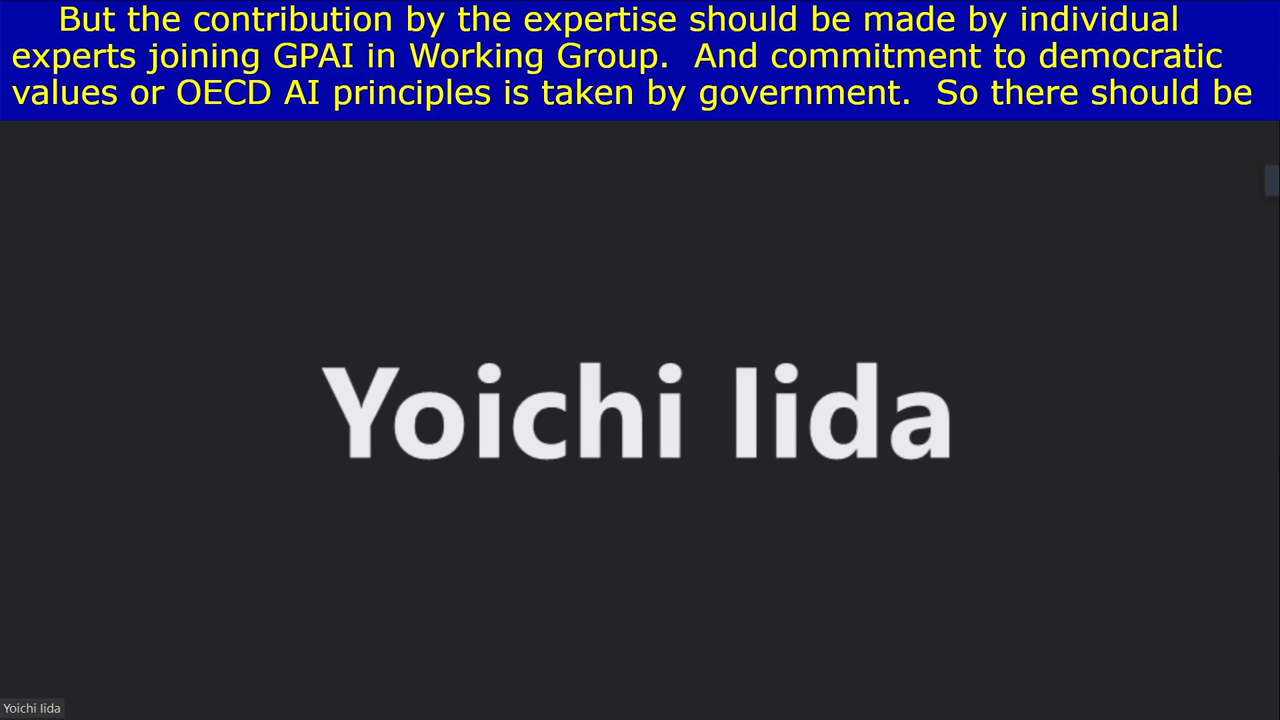 But the contribution by the expertise should be made by individual
experts joining GPAI in Working Group.  And commitment to democratic
values or OECD AI principles is taken by government.  So there should be
Yoichi Iida
Yoichi Iida